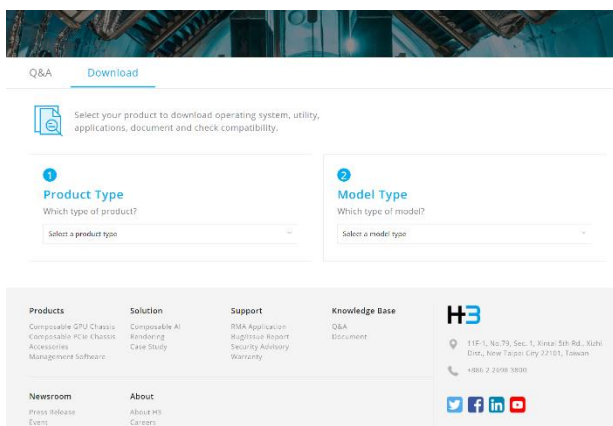 Q&A
Download
Select your product to download operating system, utility,
applications, document and check compatibility.
1
Product Type
Which type of product?
Select a product type
2
Model Type
Which type of model?
Select a model type
Products
Composable GPU Chassis
Composable PCIe Chassis
Accessories
Management Software
Solution
Composable AI
Rendering
Case Study
Support
RMA Application
Bug/Issue Report
Security Advisory
Warranty
Knowledge Base
Q&A
Document
H3
11F-1, No.79, Sec. 1, Xintai 5th Rd., Xizhi
Dist., New Taipei City 22101, Taiwan
+886 2 2698 3800
Newsroom
Press Release
Event
About
About H3
Careers